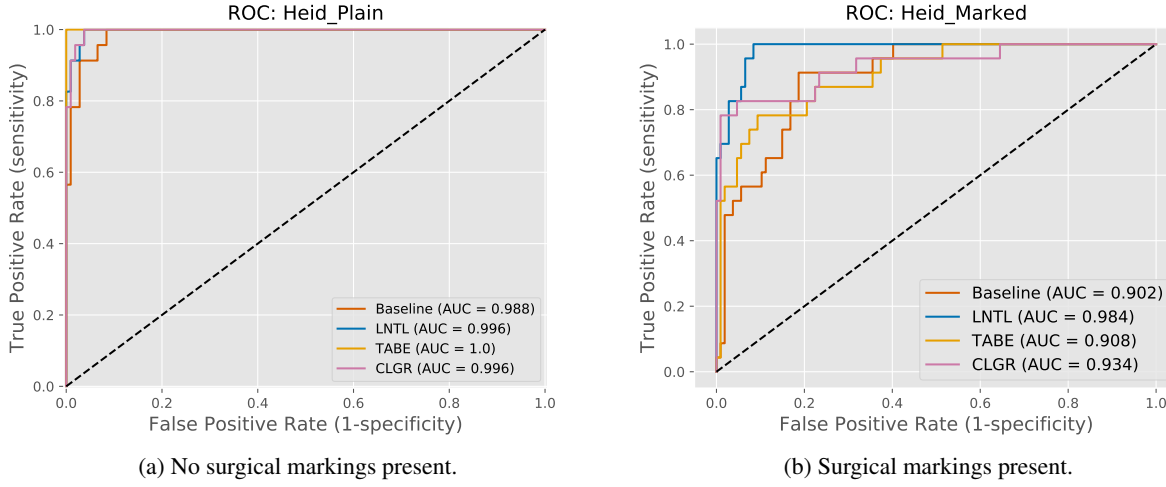 ROC: Heid_Plain
True Positive Rate (sensitivity)
1.0
0.8
0.6
0.4
0.2
0.0
Baseline (AUC = 0.988)
LNTL (AUC = 0.996)
TABE (AUC = 1.0)
CLGR (AUC = 0.996)
0.0 0.2 0.4 0.6 0.8 1.0
False Positive Rate (1-specificity)
(a) No surgical markings present.
ROC: Heid_Marked
True Positive Rate (sensitivity)
1.0
0.8
0.6
0.4
0.2
0.0
Baseline (AUC = 0.902)
LNTL (AUC = 0.984)
TABE (AUC = 0.908)
CLGR (AUC = 0.934)
0.0 0.2 0.4 0.6 0.8 1.0
False Positive Rate (1-specificity)
(b) Surgical markings present.